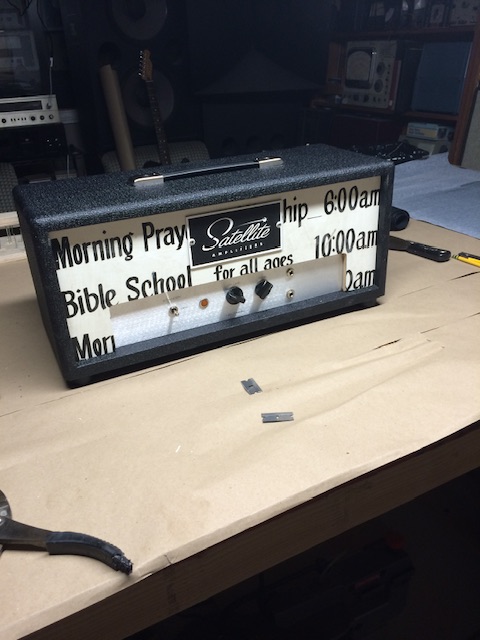 Morning Pray hip 6:00am
Satellite
AMPLIFIERS
Bible School for all ages 10:00am
Mor 0am